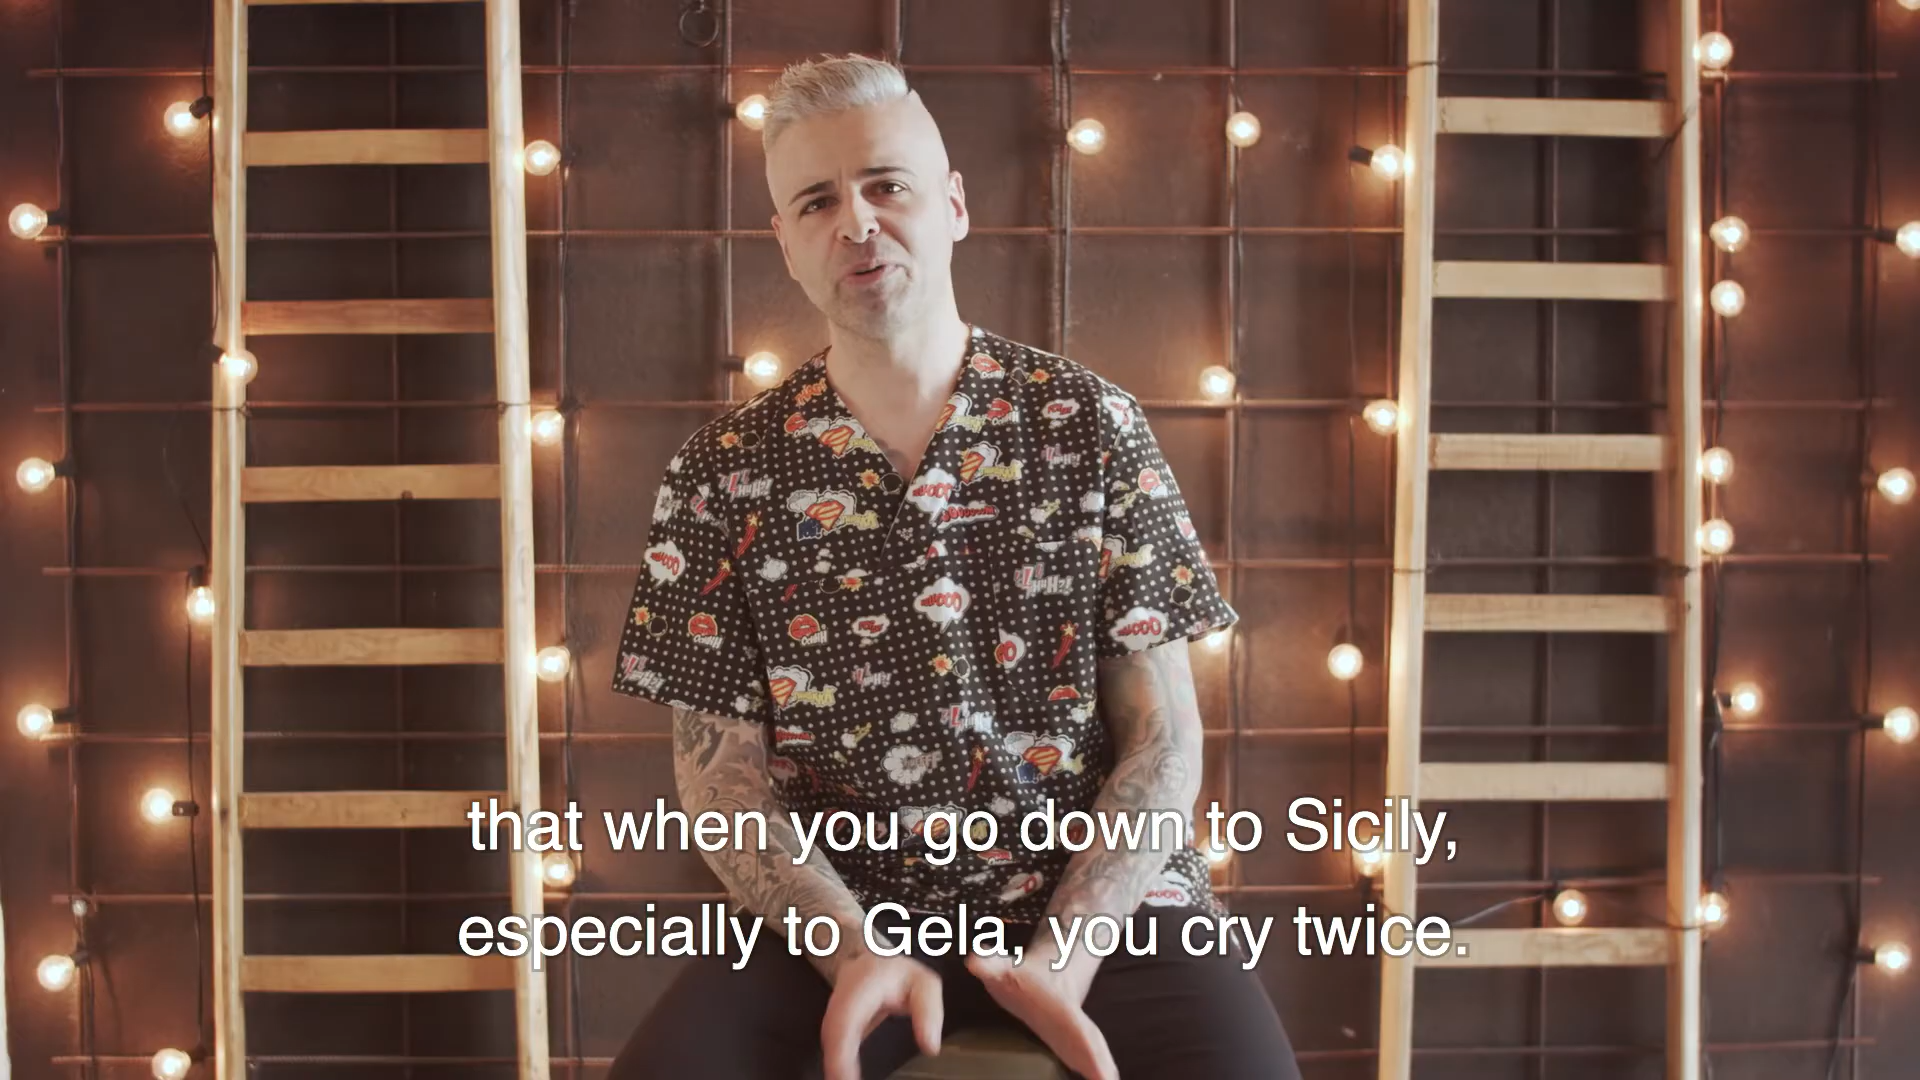 that when you go down to Sicily,
especially to Gela, you cry twice.